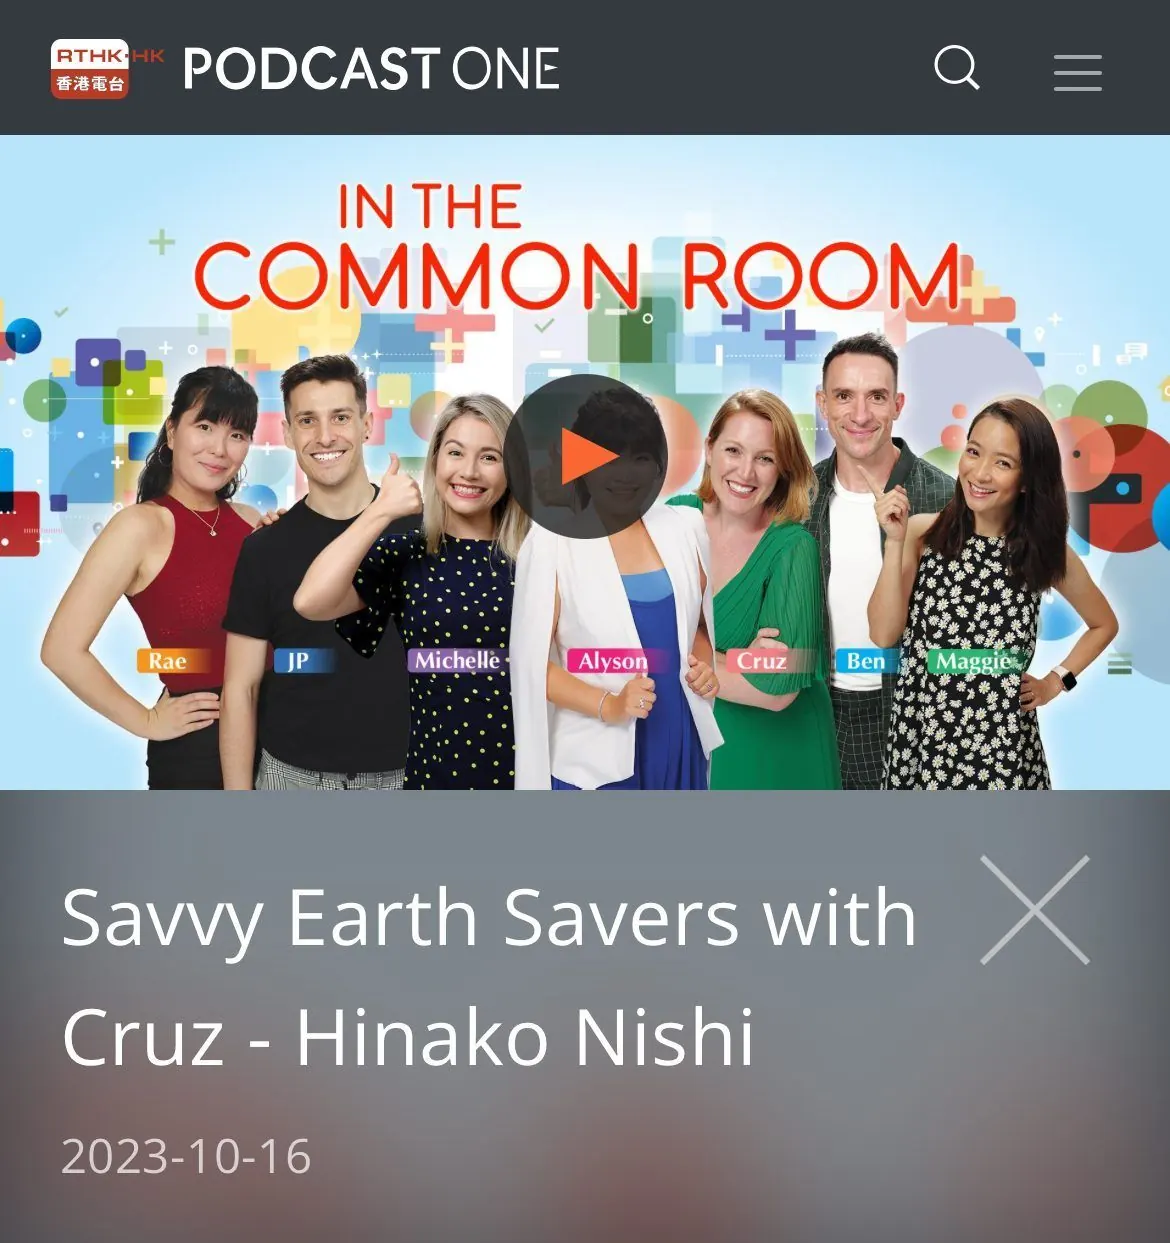 RTHK·HK
香港電台
PODCAST ONE
IN THE
COMMON ROOM
Rae
JP
Michelle
Alyson
Cruz
Ben
Maggie
Savvy Earth Savers with
Cruz - Hinako Nishi
2023-10-16